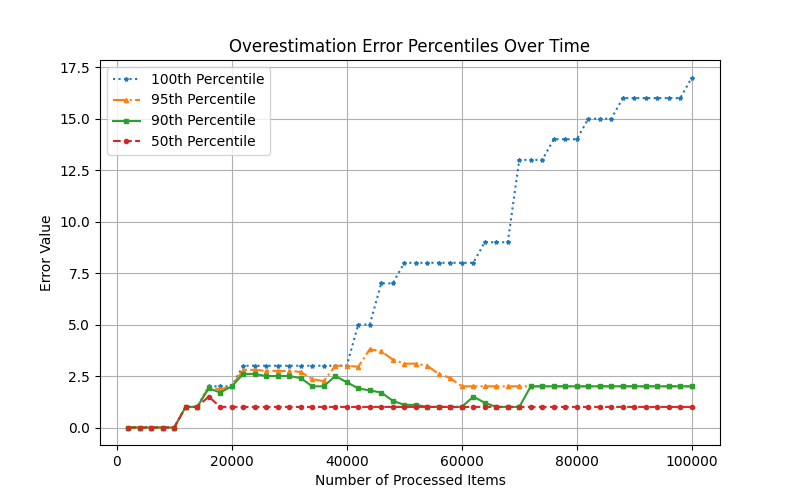 Overestimation Error Percentiles Over Time
100th Percentile
95th Percentile
90th Percentile
50th Percentile
Error Value
17.5
15.0
12.5
10.0
7.5
5.0
2.5
0.0
0
20000
40000
60000
80000
100000
Number of Processed Items